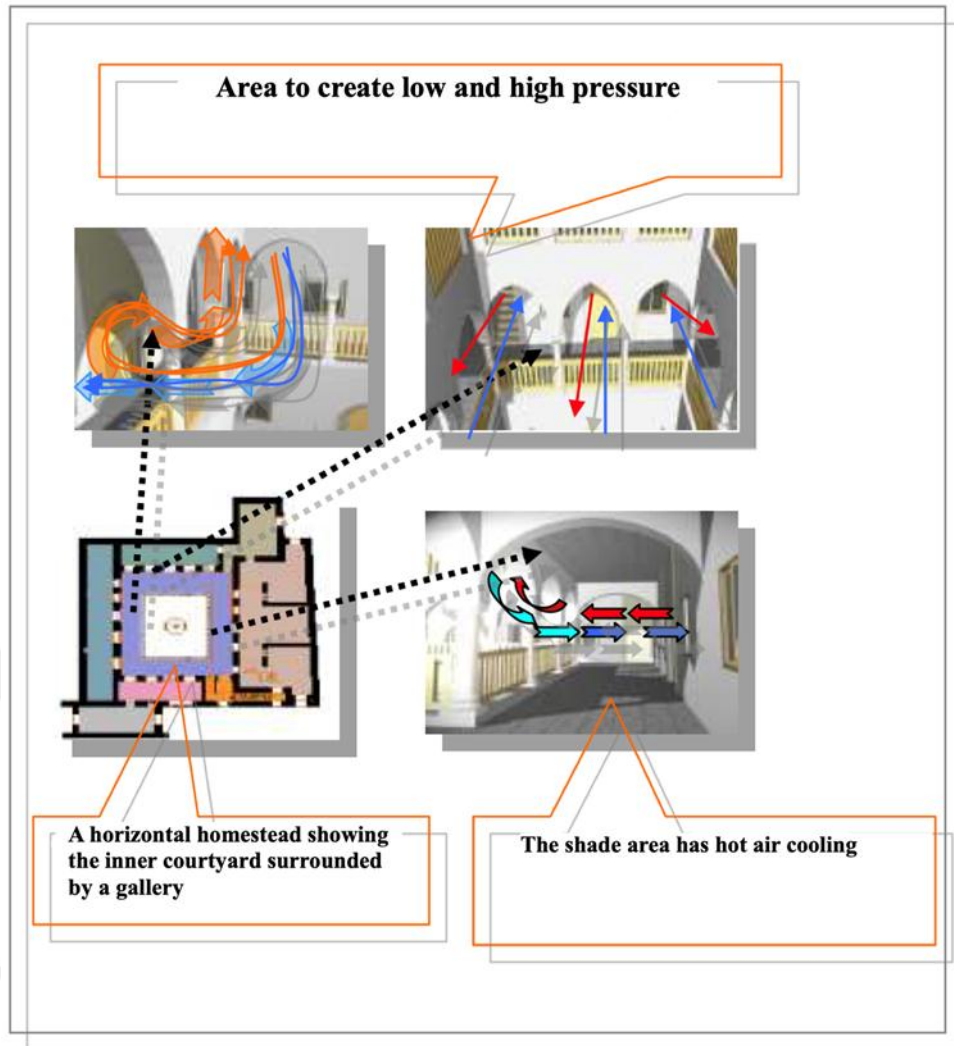 Area to create low and high pressure
A horizontal homestead showing
the inner courtyard surrounded
by a gallery
The shade area has hot air cooling